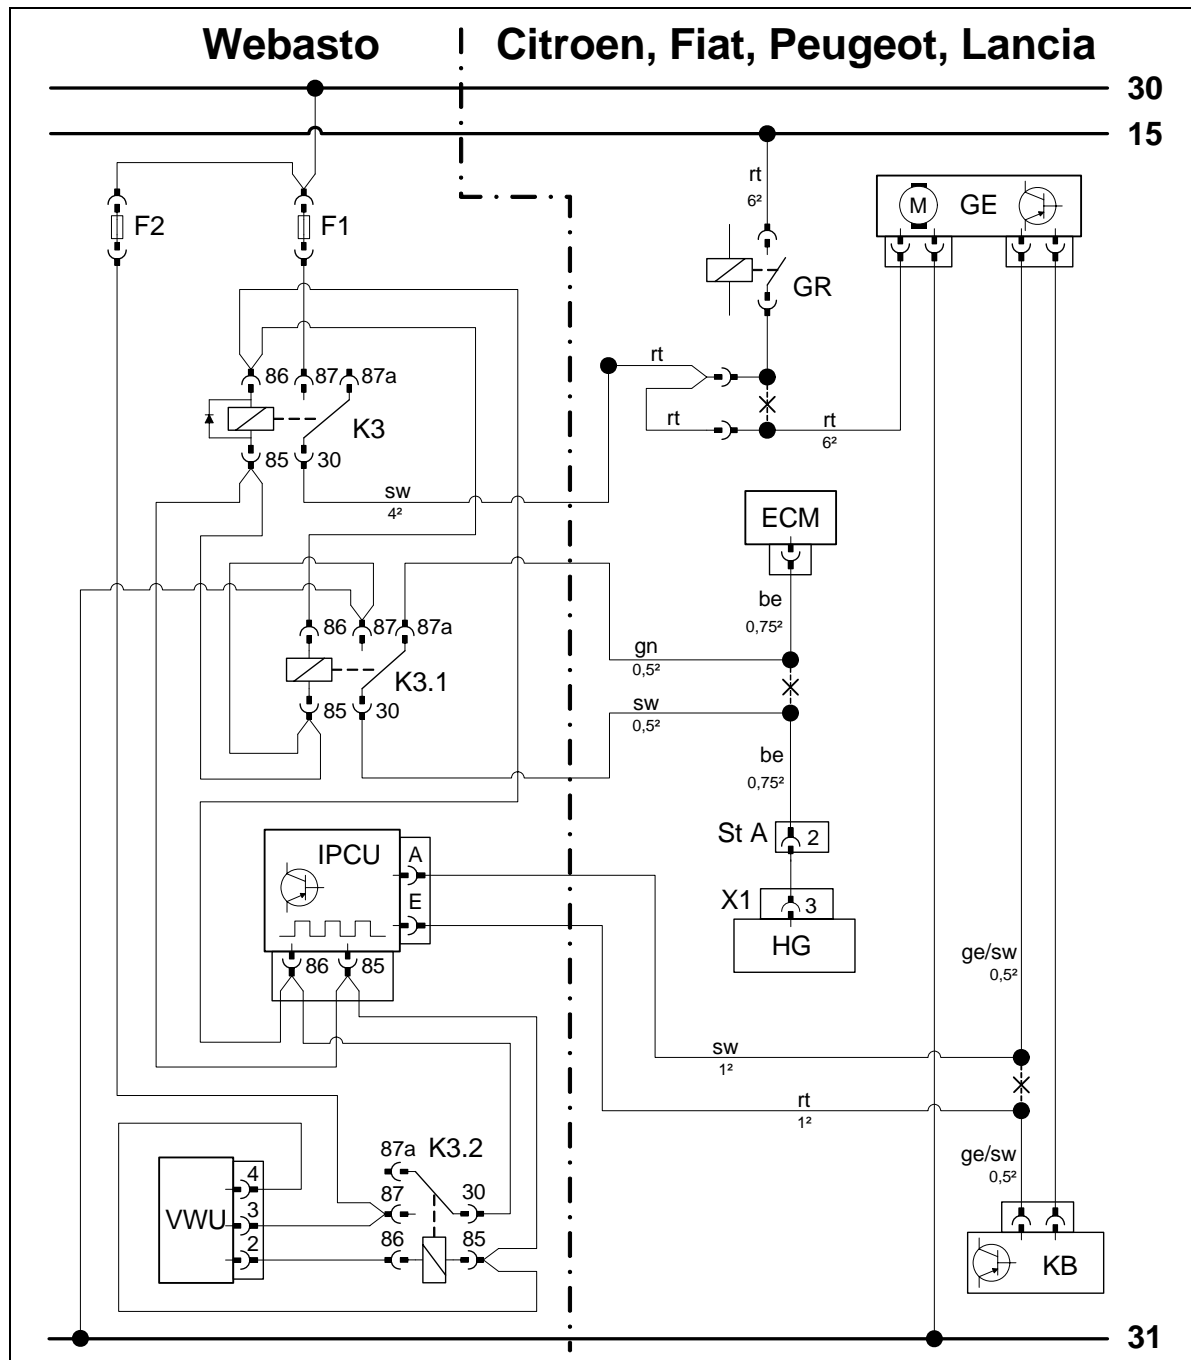 Webasto
Citroen, Fiat, Peugeot, Lancia
30
15
rt
6²
M
GE
F2
F1
GR
86
87
87a
rt
K3
rt
rt
6²
85
30
sw
4²
ECM
be
0,75²
86
87
87a
gn
0,5²
K3.1
85
30
sw
0,5²
be
0,75²
St A
2
IPCU
A
E
X1
3
HG
86
85
ge/sw
0,5²
sw
1²
rt
1²
87a
K3.2
ge/sw
0,5²
4
87
30
VWU
3
2
86
85
KB
31